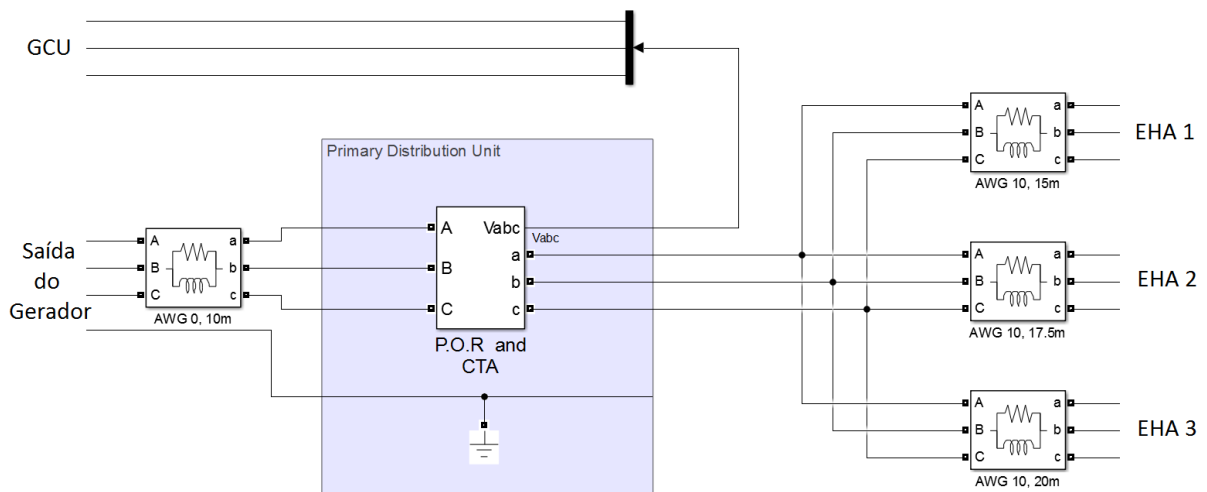 GCU
Primary Distribution Unit
Saída
do
Gerador
A
B
C
a
b
c
AWG 0, 10m
A
B
C
Vabc
a
b
c
Vabc
P.O.R and
CTA
A
B
C
a
b
c
AWG 10, 15m
EHA 1
A
B
C
a
b
c
AWG 10, 17.5m
EHA 2
A
B
C
a
b
c
AWG 10, 20m
EHA 3